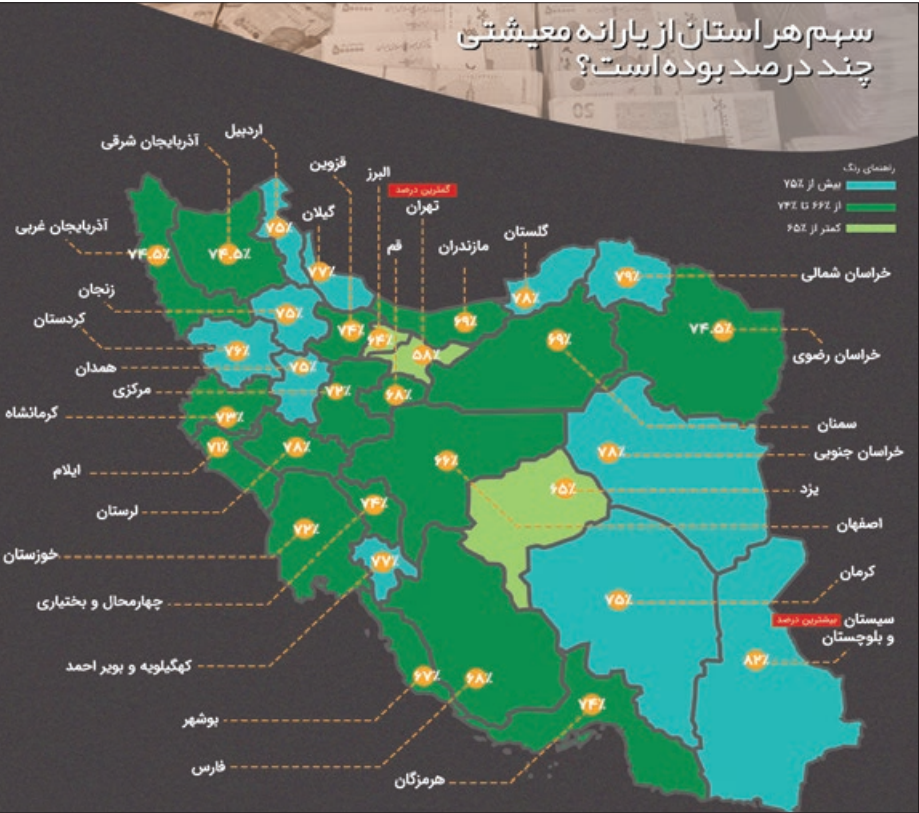 سهم هر استان از یارانه معیشتی
چند درصد بوده است؟
راهنمای رنگ
بیش از ۷۵٪
از ۶۶٪ تا ۷۴٪
کمتر از ۶۵٪
اردبیل
۷۵٪
آذربایجان شرقی
۷۴.۵٪
آذربایجان غربی
۷۴.۵٪
قزوین
۷۴٪
البرز
۶۴٪
کمترین درصد
تهران
۵۸٪
گیلان
۷۷٪
قم
۶۸٪
مازندران
۶۹٪
گلستان
۷۸٪
خراسان شمالی
۷۹٪
خراسان رضوی
۷۴.۵٪
زنجان
۷۵٪
کردستان
۷۶٪
همدان
۷۵٪
مرکزی
۷۲٪
کرمانشاه
۷۳٪
ایلام
۷۱٪
لرستان
۷۸٪
خوزستان
۷۲٪
چهارمحال و بختیاری
۷۴٪
کهگیلویه و بویر احمد
۷۷٪
بوشهر
۶۷٪
فارس
۶۸٪
هرمزگان
۷۴٪
سمنان
۶۹٪
خراسان جنوبی
۷۸٪
یزد
۶۵٪
اصفهان
۶۶٪
کرمان
۷۵٪
سیستان
بیشترین درصد
و بلوچستان
۸۲٪